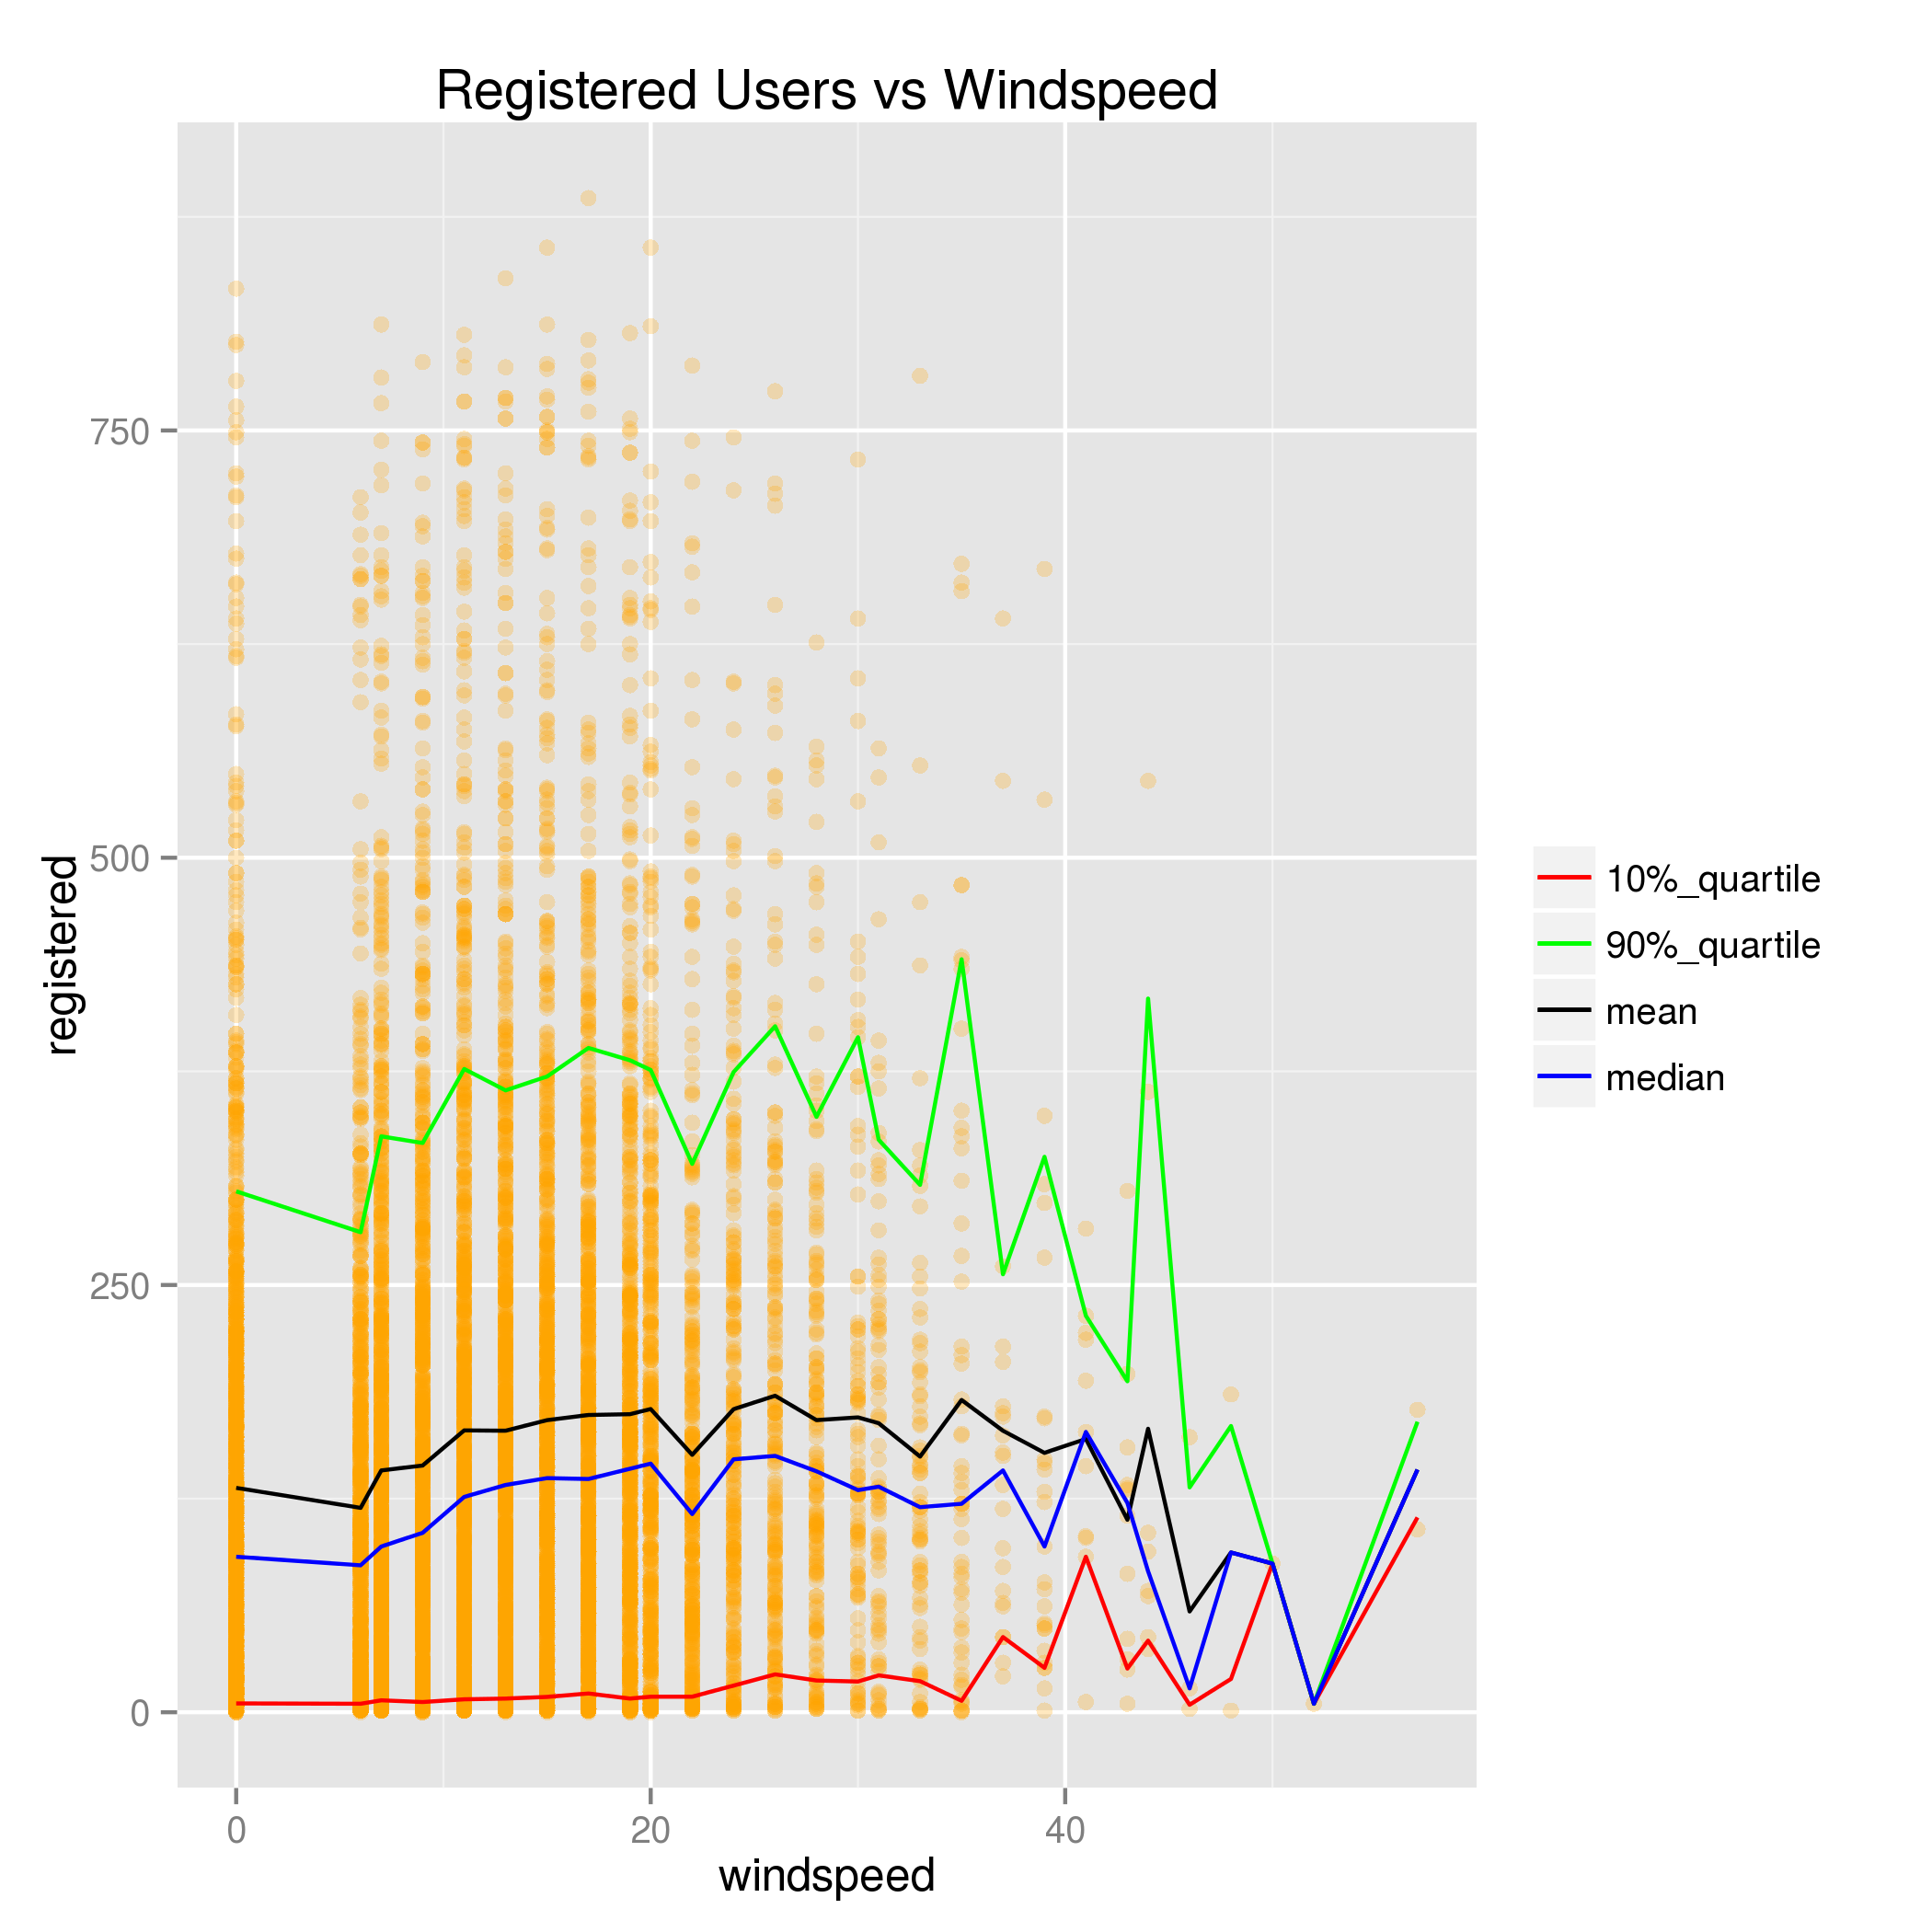 Registered Users vs Windspeed
registered
750
500
250
0
0 20 40
windspeed
10%_quartile
90%_quartile
mean
median